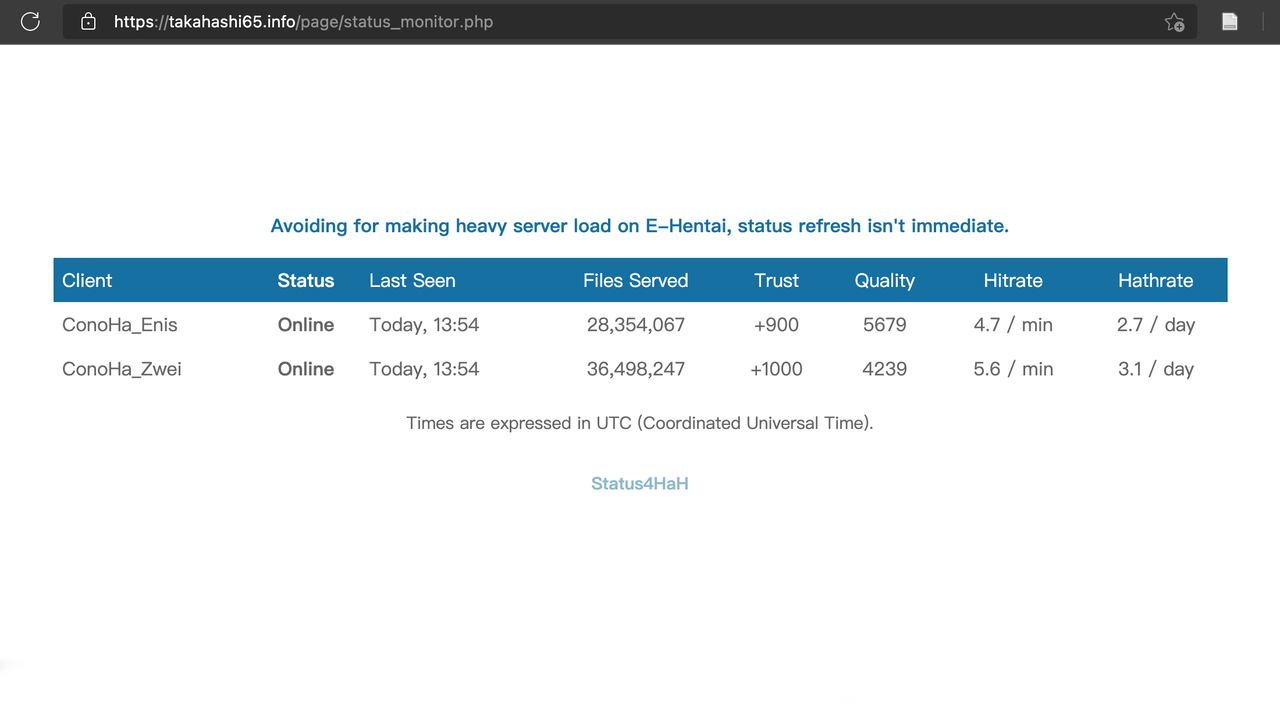 https://takahashi65.info/page/status_monitor.php
Avoiding for making heavy server load on E-Hentai, status refresh isn't immediate.
Client Status Last Seen Files Served Trust Quality Hitrate Hathrate
ConoHa_Enis Online Today, 13:54 28,354,067 +900 5679 4.7 / min 2.7 / day
ConoHa_Zwei Online Today, 13:54 36,498,247 +1000 4239 5.6 / min 3.1 / day
Times are expressed in UTC (Coordinated Universal Time).
Status4HaH